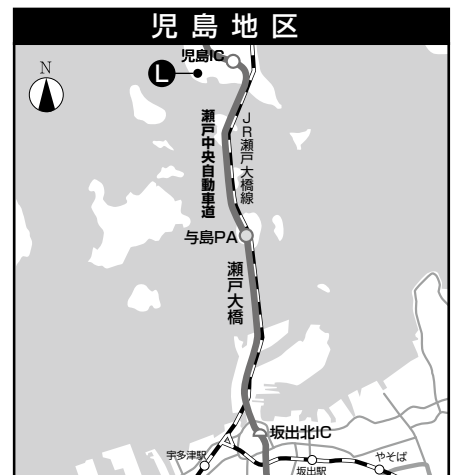 児島地区
N
児島IC
L
瀬戸中央自動車道
JR瀬戸大橋線
与島PA
瀬戸大橋
坂出北IC
宇多津駅
坂出駅
やそば